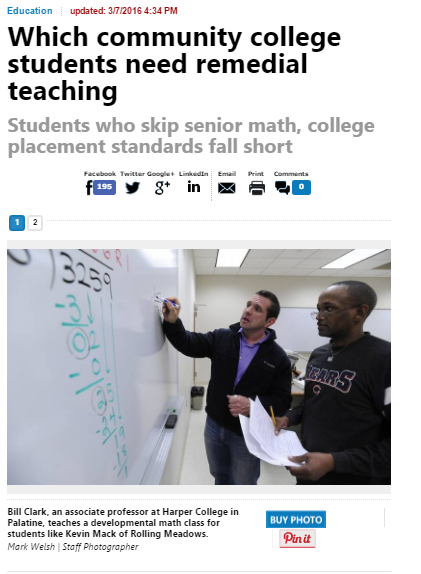 Education updated: 3/7/2016 4:34 PM
Which community college
students need remedial
teaching
Students who skip senior math, college
placement standards fall short
Facebook Twitter Google+ LinkedIn Email Print Comments
f 195 g+ in 0
1 2
3259
BEARS
Bill Clark, an associate professor at Harper College in
Palatine, teaches a developmental math class for
students like Kevin Mack of Rolling Meadows.
Mark Welsh | Staff Photographer
BUY PHOTO
Pin it